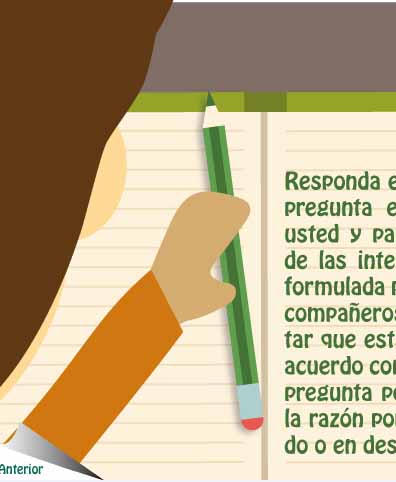 Responda e
pregunta e
usted y pa
de las inte
formulada p
compañeros
tar que est
acuerdo con
pregunta po
la razón por
do o en des
Anterior